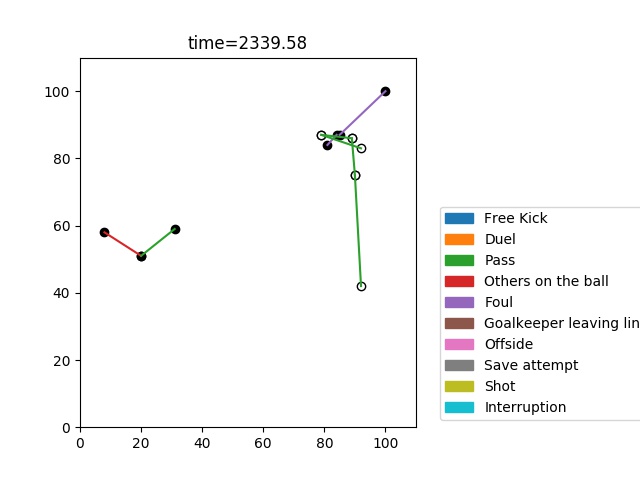 time=2339.58
100
80
60
40
20
0
0 20 40 60 80 100
Free Kick
Duel
Pass
Others on the ball
Foul
Goalkeeper leaving lin
Offside
Save attempt
Shot
Interruption